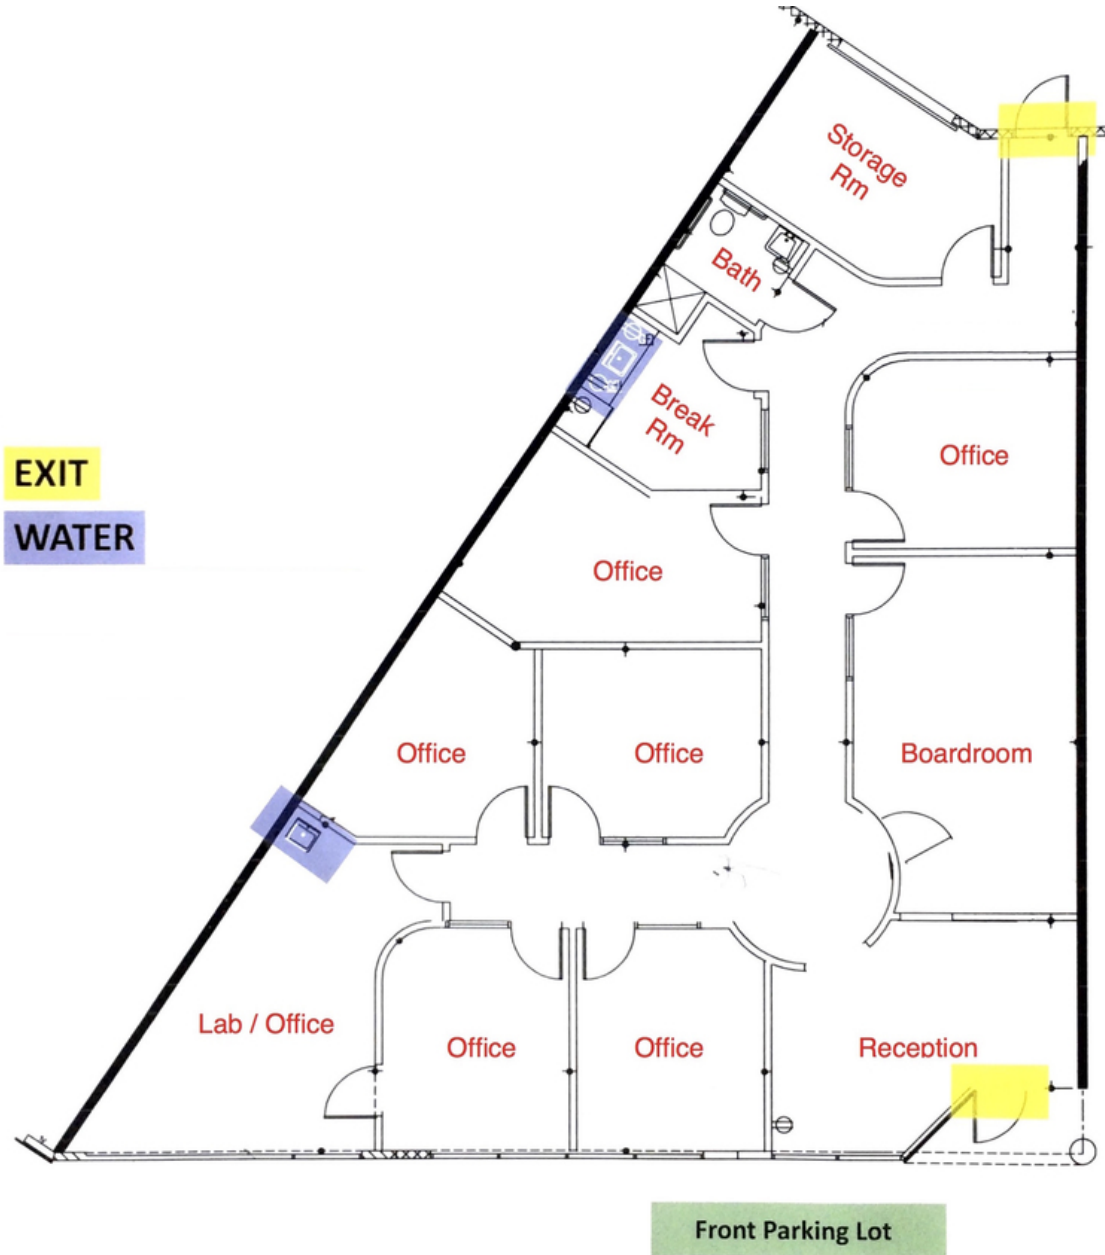 Storage
Rm
Bath
Break
Rm
Office
EXIT
WATER
Office
Office
Office
Boardroom
Lab / Office
Office
Office
Reception
Front Parking Lot